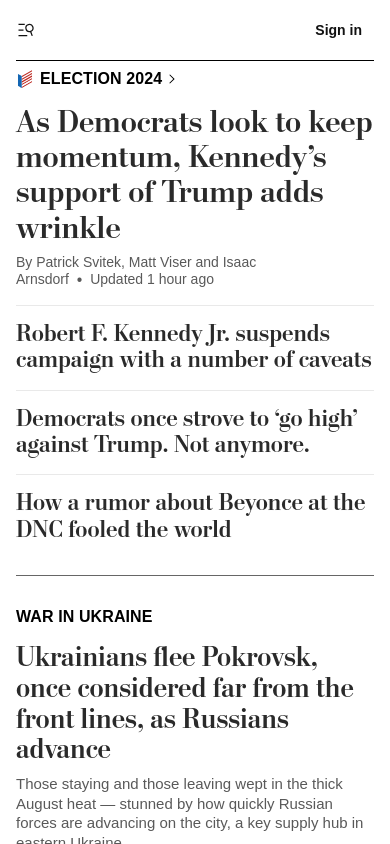 Sign in
ELECTION 2024
As Democrats look to keep
momentum, Kennedy’s
support of Trump adds
wrinkle
By Patrick Svitek, Matt Viser and Isaac
Arnsdorf • Updated 1 hour ago
Robert F. Kennedy Jr. suspends
campaign with a number of caveats
Democrats once strove to ‘go high’
against Trump. Not anymore.
How a rumor about Beyonce at the
DNC fooled the world
WAR IN UKRAINE
Ukrainians flee Pokrovsk,
once considered far from the
front lines, as Russians
advance
Those staying and those leaving wept in the thick
August heat — stunned by how quickly Russian
forces are advancing on the city, a key supply hub in
eastern Ukraine